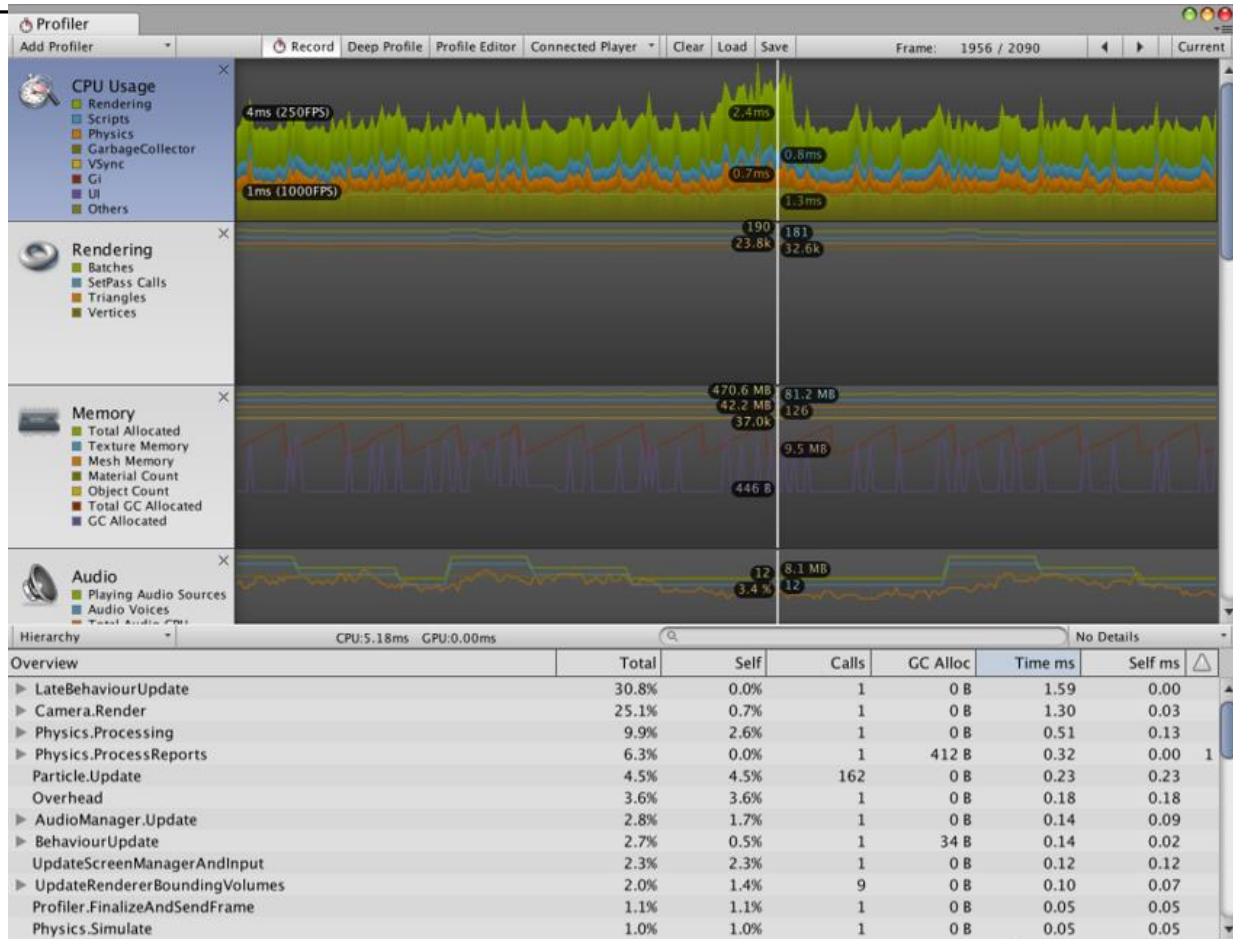 Profiler
Add Profiler Record Deep Profile Profile Editor Connected Player Clear Load Save Frame: 1956 / 2090 Current
CPU Usage
Rendering
Scripts
Physics
GarbageCollector
VSync
Gi
UI
Others
4ms (250FPS)
2.4ms
0.8ms
0.7ms
1ms (1000FPS)
1.3ms
Rendering
Batches
SetPass Calls
Triangles
Vertices
190 181
23.8k 32.6k
Memory
Total Allocated
Texture Memory
Mesh Memory
Material Count
Object Count
Total GC Allocated
GC Allocated
470.6 MB 81.2 MB
42.2 MB 126
37.0k
9.5 MB
446 B
Audio
Playing Audio Sources
Audio Voices
Total Audio CPU
12 8.1 MB
3.4 % 12
Hierarchy CPU:5.18ms GPU:0.00ms No Details
Overview Total Self Calls GC Alloc Time ms Self ms
LateBehaviourUpdate 30.8% 0.0% 1 0 B 1.59 0.00
Camera.Render 25.1% 0.7% 1 0 B 1.30 0.03
Physics.Processing 9.9% 2.6% 1 0 B 0.51 0.13
Physics.ProcessReports 6.3% 0.0% 1 412 B 0.32 0.00 1
Particle.Update 4.5% 4.5% 162 0 B 0.23 0.23
Overhead 3.6% 3.6% 1 0 B 0.18 0.18
AudioManager.Update 2.8% 1.7% 1 0 B 0.14 0.09
BehaviourUpdate 2.7% 0.5% 1 34 B 0.14 0.02
UpdateScreenManagerAndInput 2.3% 2.3% 1 0 B 0.12 0.12
UpdateRendererBoundingVolumes 2.0% 1.4% 9 0 B 0.10 0.07
Profiler.FinalizeAndSendFrame 1.1% 1.1% 1 0 B 0.05 0.05
Physics.Simulate 1.0% 1.0% 1 0 B 0.05 0.05